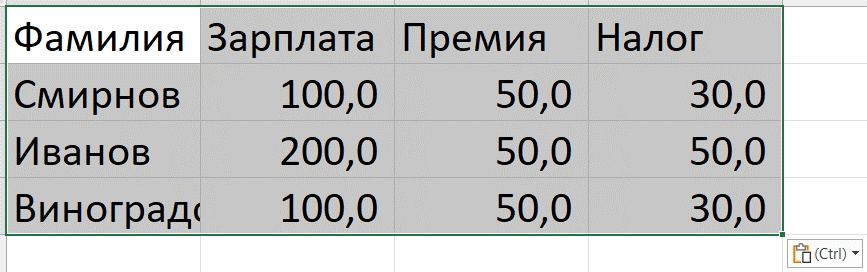 Фамилия Зарплата Премия Налог
Смирнов 100,0 50,0 30,0
Иванов 200,0 50,0 50,0
Виноградо 100,0 50,0 30,0
(Ctrl)